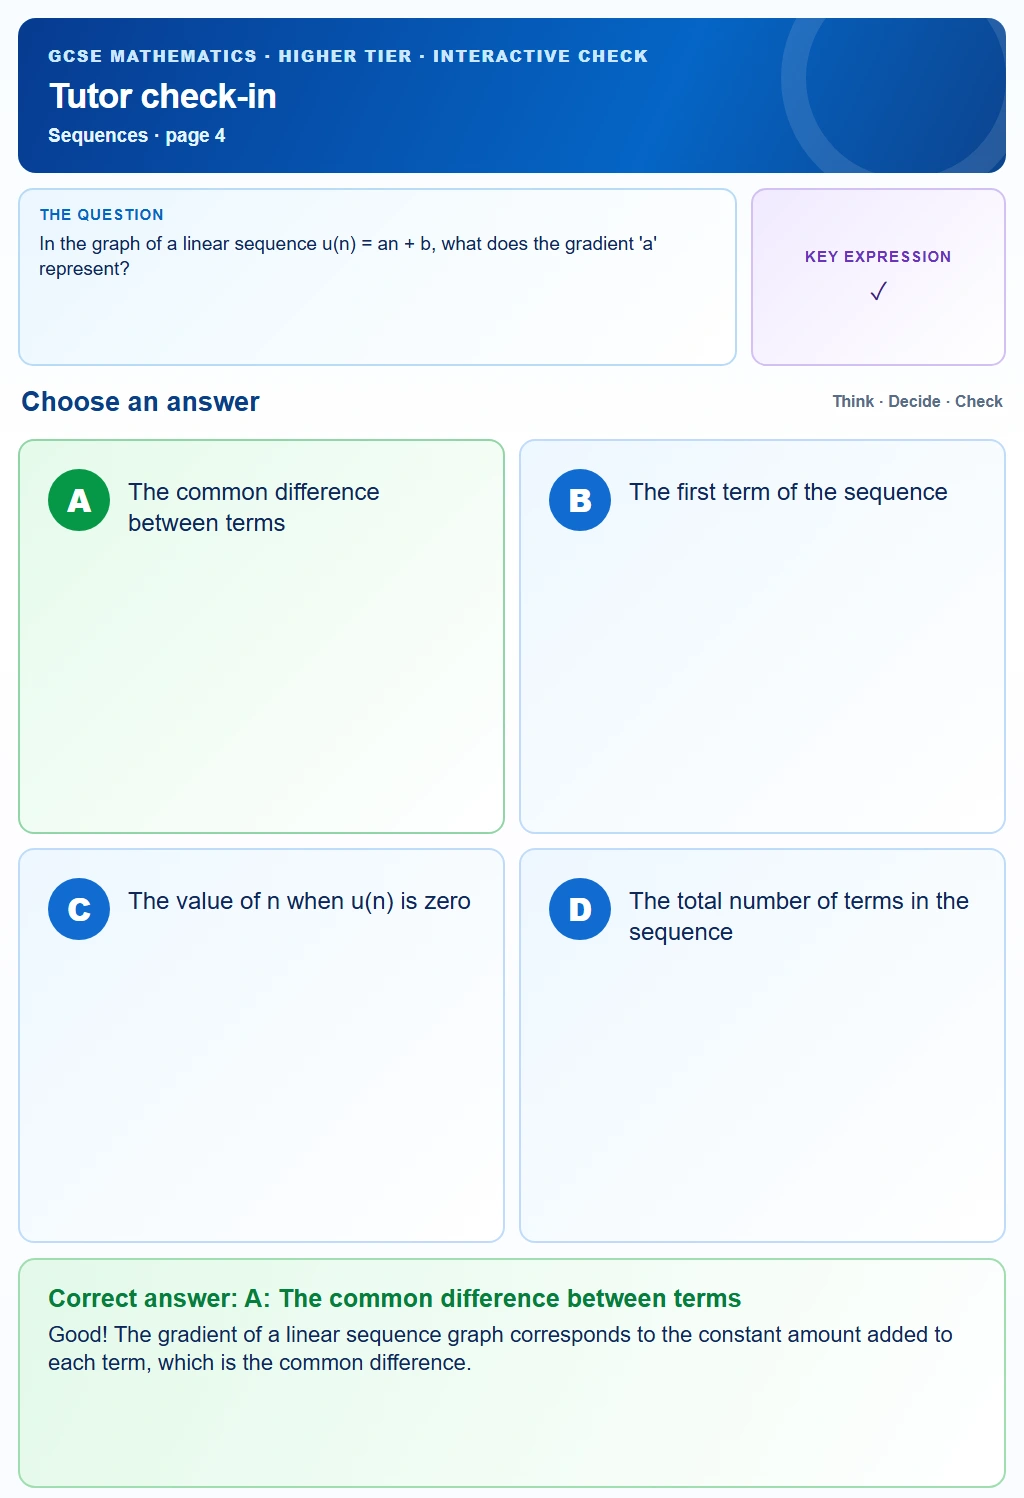 GCSE MATHEMATICS · HIGHER TIER · INTERACTIVE CHECK
Tutor check-in
Sequences · page 4
THE QUESTION
In the graph of a linear sequence u(n) = an + b, what does the gradient 'a'
represent?
KEY EXPRESSION
✓
Choose an answer
Think · Decide · Check
A
The common difference
between terms
B
The first term of the sequence
C
The value of n when u(n) is zero
D
The total number of terms in the
sequence
Correct answer: A: The common difference between terms
Good! The gradient of a linear sequence graph corresponds to the constant amount added to
each term, which is the common difference.